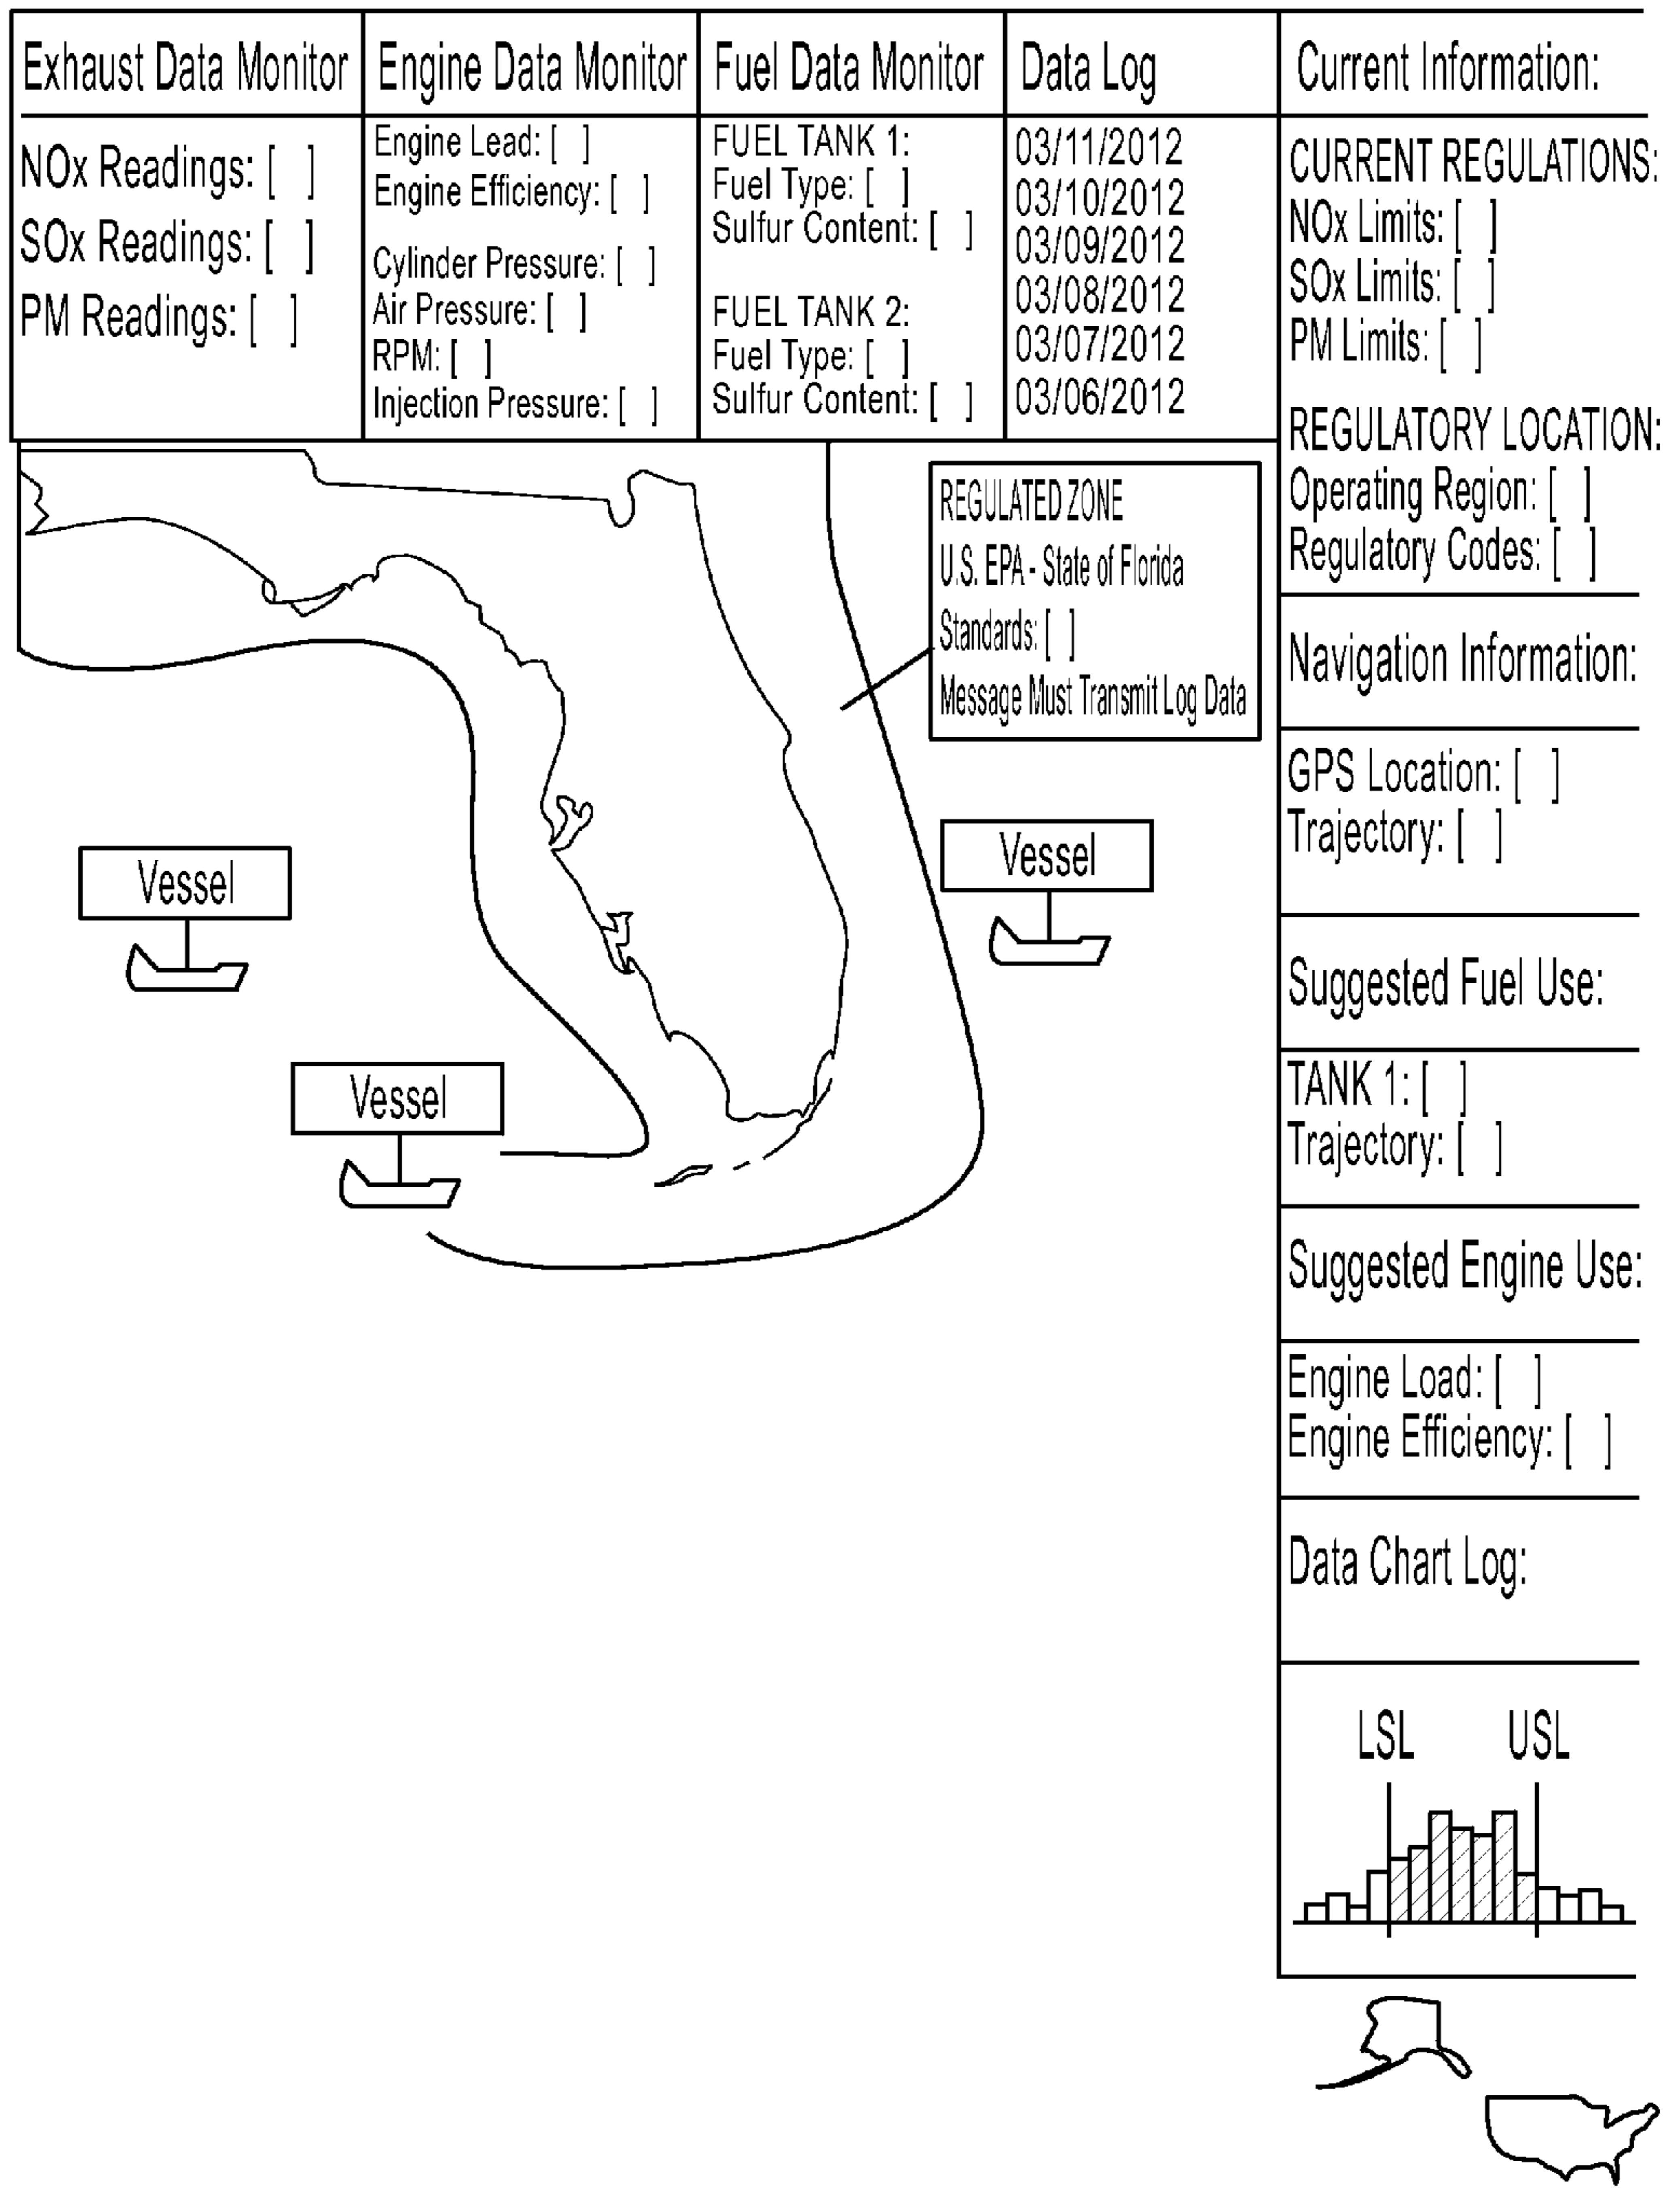 Exhaust Data Monitor
NOx Readings: [ ]
SOx Readings: [ ]
PM Readings: [ ]
Engine Data Monitor
Engine Lead: [ ]
Engine Efficiency: [ ]
Cylinder Pressure: [ ]
Air Pressure: [ ]
RPM: [ ]
Injection Pressure: [ ]
Fuel Data Monitor
FUEL TANK 1:
Fuel Type: [ ]
Sulfur Content: [ ]
FUEL TANK 2:
Fuel Type: [ ]
Sulfur Content: [ ]
Data Log
03/11/2012
03/10/2012
03/09/2012
03/08/2012
03/07/2012
03/06/2012
Current Information:
CURRENT REGULATIONS:
NOx Limits: [ ]
SOx Limits: [ ]
PM Limits: [ ]
REGULATORY LOCATION:
Operating Region: [ ]
Regulatory Codes: [ ]
Navigation Information:
GPS Location: [ ]
Trajectory: [ ]
Suggested Fuel Use:
TANK 1: [ ]
Trajectory: [ ]
Suggested Engine Use:
Engine Load: [ ]
Engine Efficiency: [ ]
Data Chart Log:
LSL USL
REGULATED ZONE
U.S. EPA - State of Florida
Standards: [ ]
Message Must Transmit Log Data
Vessel
Vessel
Vessel